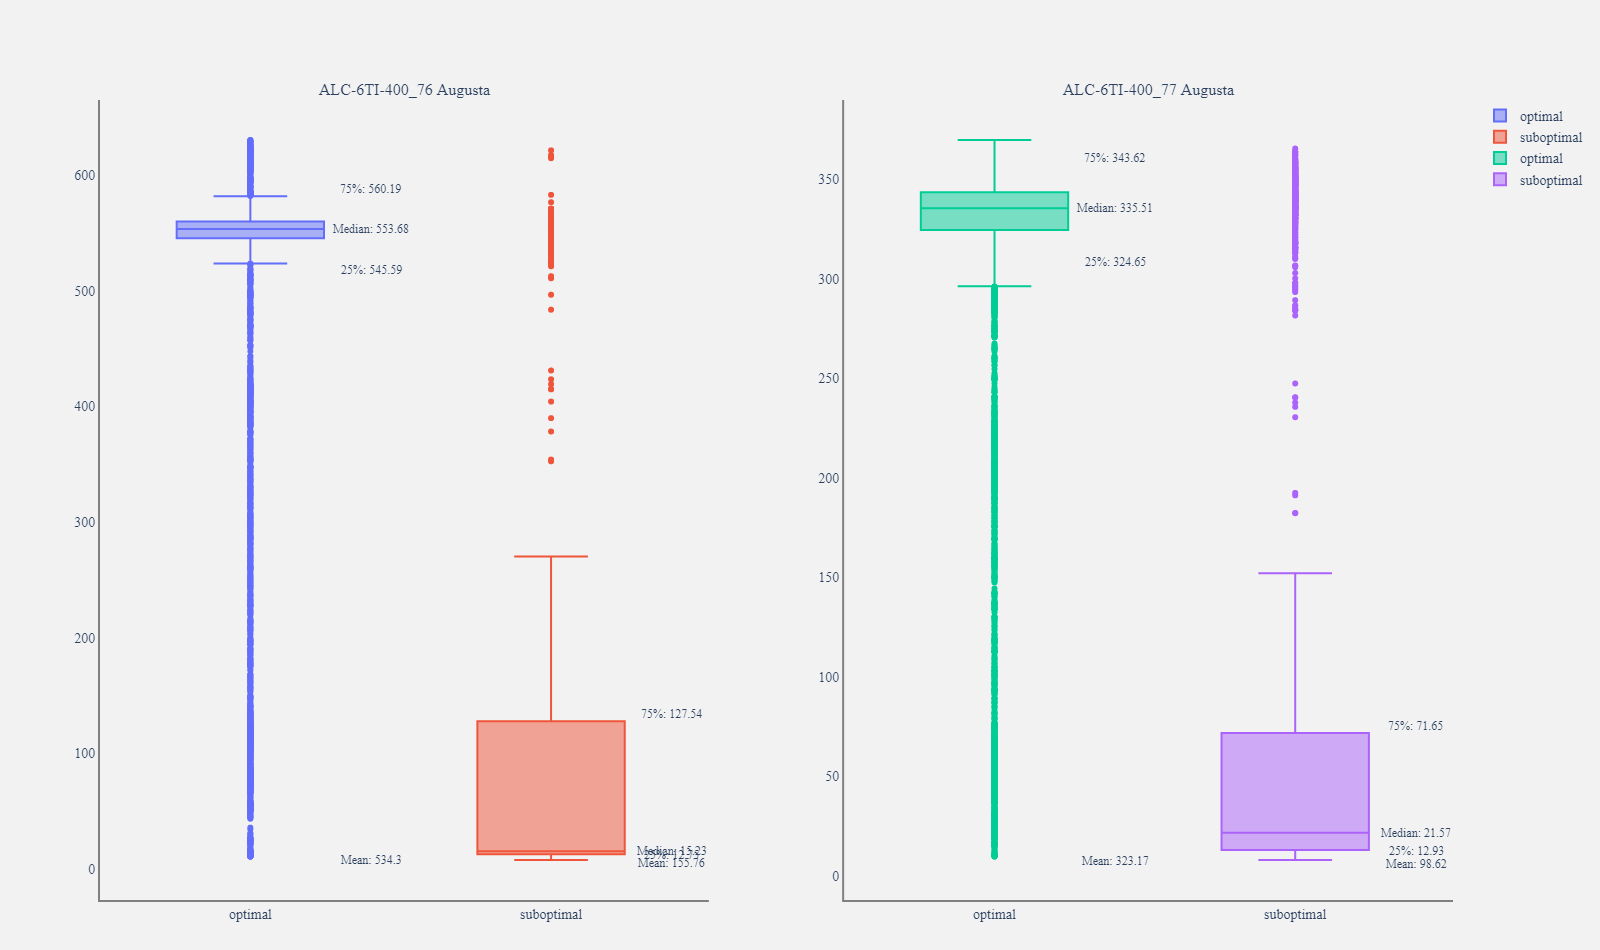 ALC-6TI-400_76 Augusta
600
500
400
300
200
100
0
75%: 560.19
Median: 553.68
25%: 545.59
Mean: 534.3
75%: 127.54
Median: 15.23
Mean: 155.76
optimal
suboptimal
ALC-6TI-400_77 Augusta
350
300
250
200
150
100
50
0
75%: 343.62
Median: 335.51
25%: 324.65
Mean: 323.17
75%: 71.65
Median: 21.57
25%: 12.93
Mean: 98.62
optimal
suboptimal
optimal
suboptimal
optimal
suboptimal